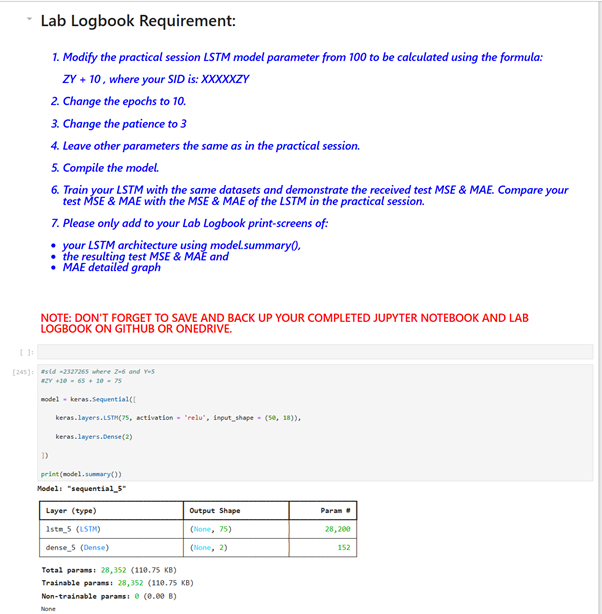 Lab Logbook Requirement:
1. Modify the practical session LSTM model parameter from 100 to be calculated using the formula:
ZY + 10 , where your SID is: XXXXXZY
2. Change the epochs to 10.
3. Change the patience to 3
4. Leave other parameters the same as in the practical session.
5. Compile the model.
6. Train your LSTM with the same datasets and demonstrate the received test MSE & MAE. Compare your
test MSE & MAE with the MSE & MAE of the LSTM in the practical session.
7. Please only add to your Lab Logbook print-screens of:
• your LSTM architecture using model.summary(),
• the resulting test MSE & MAE and
• MAE detailed graph
NOTE: DON'T FORGET TO SAVE AND BACK UP YOUR COMPLETED JUPYTER NOTEBOOK AND LAB
LOGBOOK ON GITHUB OR ONEDRIVE.
[ ]:
[245]: #sid =2327265 where Z=6 and Y=5
#ZY +10 = 65 + 10 = 75
model = keras.Sequential([
keras.layers.LSTM(75, activation = 'relu', input_shape = (50, 18)),
keras.layers.Dense(2)
])
print(model.summary())
Model: "sequential_5"
Layer (type) Output Shape Param #
lstm_5 (LSTM) (None, 75) 28,200
dense_5 (Dense) (None, 2) 152
Total params: 28,352 (110.75 KB)
Trainable params: 28,352 (110.75 KB)
Non-trainable params: 0 (0.00 B)
None